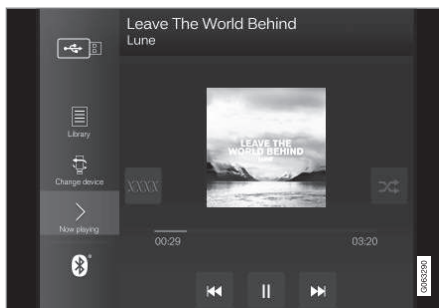 Leave The World Behind
Lune
LEAVE THE
WORLD BEHIND
Library
Change device
XXXX
Now playing
00:29
03:20
G063290